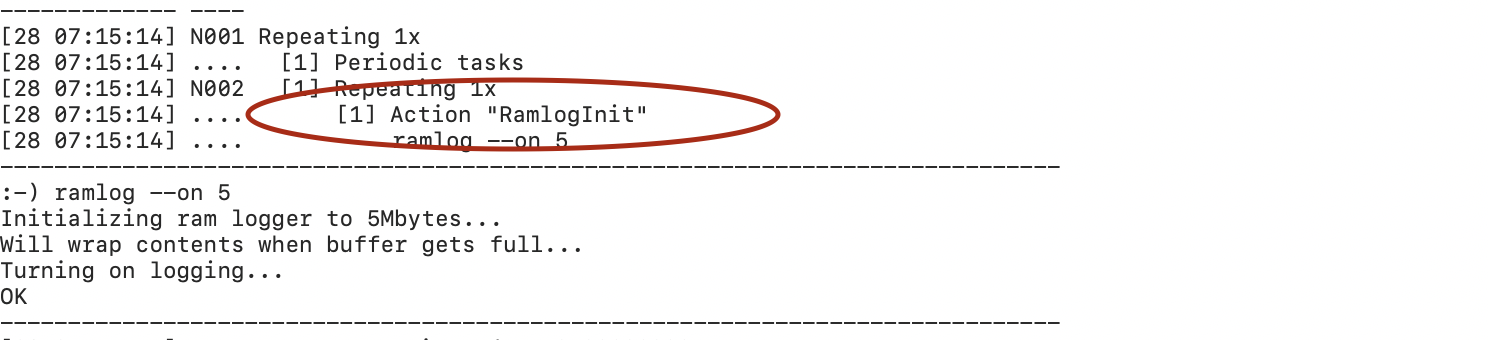 ------------- ----
[28 07:15:14] N001 Repeating 1x
[28 07:15:14] ....   [1] Periodic tasks
[28 07:15:14] N002   [1] Repeating 1x
[28 07:15:14] ....       [1] Action "RamlogInit"
[28 07:15:14] ....           ramlog --on 5
------------------------------------------------------------------------------
:-) ramlog --on 5
Initializing ram logger to 5Mbytes...
Will wrap contents when buffer gets full...
Turning on logging...
OK
------------------------------------------------------------------------------